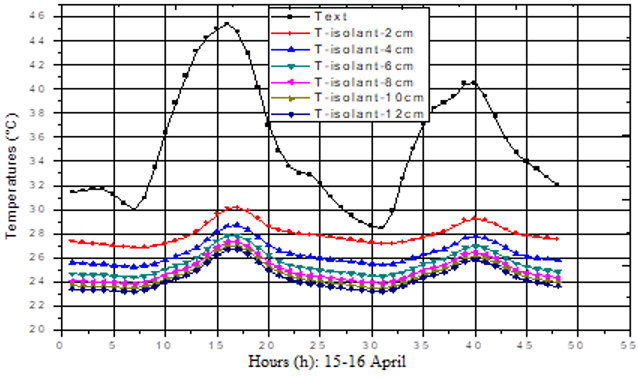 46
44
42
40
38
36
34
32
30
28
26
24
22
20
Temperatures (°C)
Text
T-isolant-2cm
T-isolant-4cm
T-isolant-6cm
T-isolant-8cm
T-isolant-10cm
T-isolant-12cm
0 5 10 15 20 25 30 35 40 45 50 55
Hours (h): 15-16 April